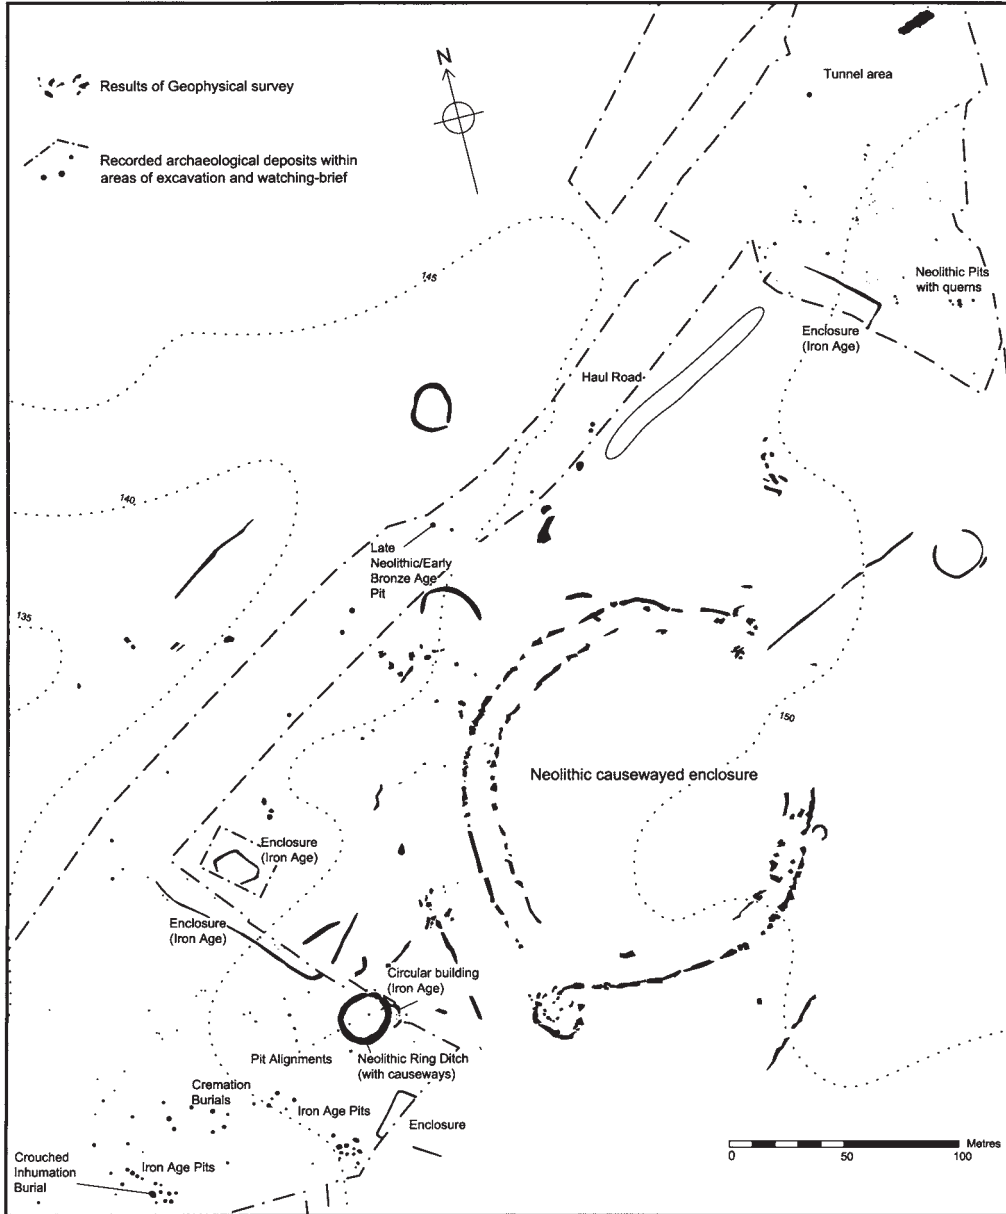 N
Results of Geophysical survey
Tunnel area
Recorded archaeological deposits within
areas of excavation and watching-brief
145
Neolithic Pits
with querns
Enclosure
(Iron Age)
Haul Road
140
Late
Neolithic/Early
Bronze Age
Pit
135
150
Neolithic causewayed enclosure
Enclosure
(Iron Age)
Enclosure
(Iron Age)
Circular building
(Iron Age)
Pit Alignments
Neolithic Ring Ditch
(with causeways)
Cremation
Burials
Iron Age Pits
Enclosure
Crouched
Inhumation
Burial
Iron Age Pits
Metres
0 50 100